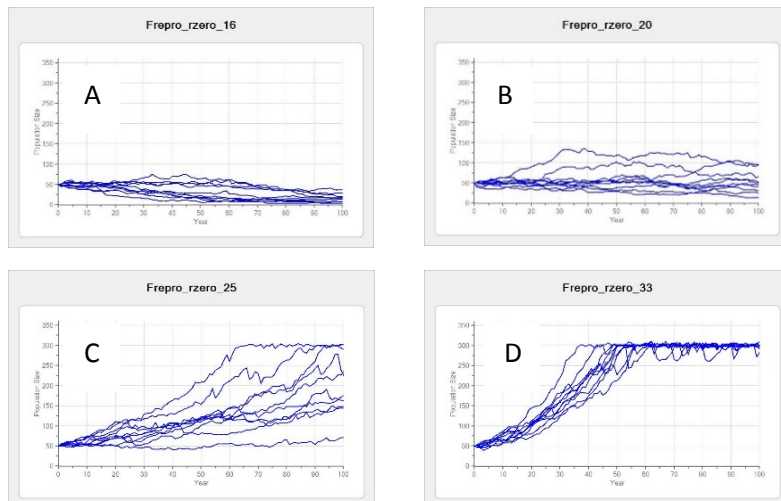 Frepro_rzero_16
A
Population Size
350
300
250
200
150
100
50
0
0 10 20 30 40 50 60 70 80 90 100
Year
Frepro_rzero_20
B
Population Size
350
300
250
200
150
100
50
0
0 10 20 30 40 50 60 70 80 90 100
Year
Frepro_rzero_25
C
Population Size
350
300
250
200
150
100
50
0
0 10 20 30 40 50 60 70 80 90 100
Year
Frepro_rzero_33
D
Population Size
350
300
250
200
150
100
50
0
0 10 20 30 40 50 60 70 80 90 100
Year